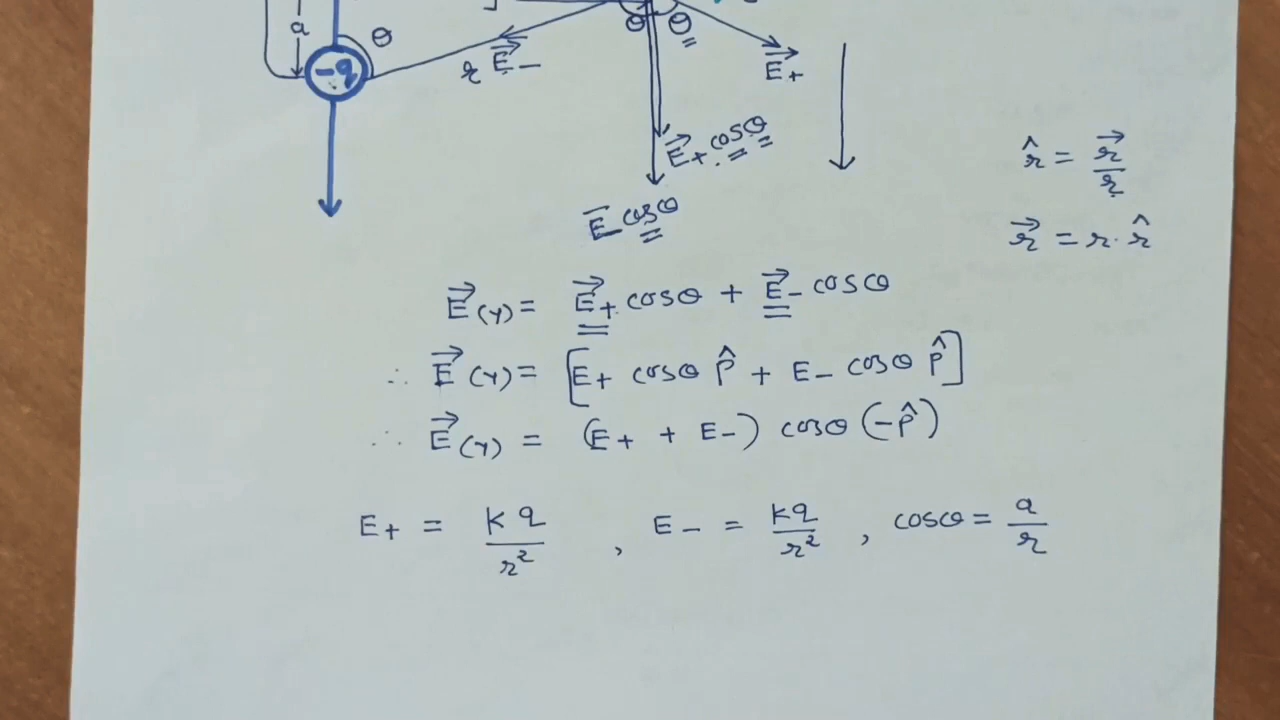 a θ θ θ
-q r E⃗₋ E⃗₊
E⃗₊ cosθ
r̂ = r⃗/r
E⃗ cosθ
r⃗ = r · r̂
E⃗(y) = E⃗₊ cosθ + E⃗₋ cosθ
∴ E⃗(y) = [E₊ cosθ p̂ + E₋ cosθ p̂]
∴ E⃗(y) = (E₊ + E₋) cosθ (-p̂)
E₊ = kq/r² , E₋ = kq/r² , cosθ = a/r